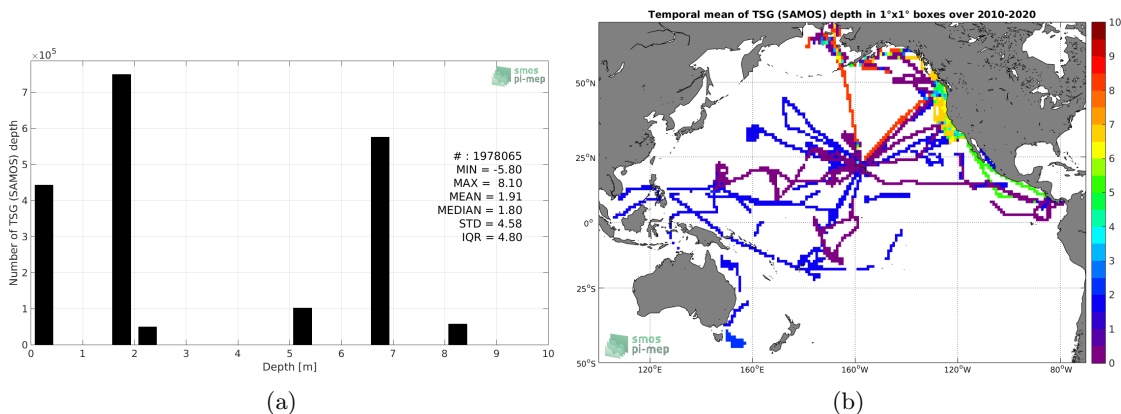 ×10⁵
7
6
5
4
3
2
1
0
Number of TSG (SAMOS) depth
0 1 2 3 4 5 6 7 8 9 10
Depth [m]
smos
pi-mep
# : 1978065
MIN = -5.80
MAX = 8.10
MEAN = 1.91
MEDIAN = 1.80
STD = 4.58
IQR = 4.80
(a)
Temporal mean of TSG (SAMOS) depth in 1°x1° boxes over 2010-2020
50°N
25°N
0°
25°S
50°S
120°E 160°E 160°W 120°W 80°W
smos
pi-mep
10
9
8
7
6
5
4
3
2
1
0
(b)